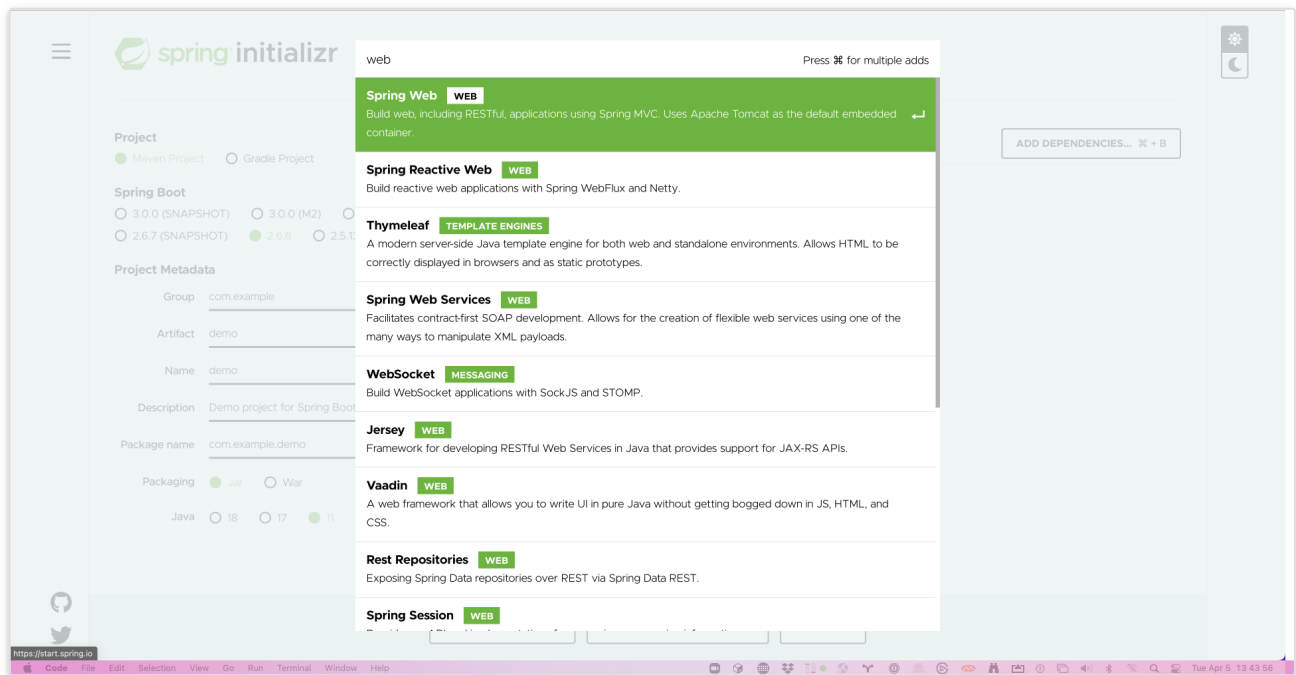 spring initializr
web
Press ⌘ for multiple adds
Spring Web WEB
Build web, including RESTful, applications using Spring MVC. Uses Apache Tomcat as the default embedded
container.
Spring Reactive Web WEB
Build reactive web applications with Spring WebFlux and Netty.
Thymeleaf TEMPLATE ENGINES
A modern server-side Java template engine for both web and standalone environments. Allows HTML to be
correctly displayed in browsers and as static prototypes.
Spring Web Services WEB
Facilitates contract-first SOAP development. Allows for the creation of flexible web services using one of the
many ways to manipulate XML payloads.
WebSocket MESSAGING
Build WebSocket applications with SockJS and STOMP.
Jersey WEB
Framework for developing RESTful Web Services in Java that provides support for JAX-RS APIs.
Vaadin WEB
A web framework that allows you to write UI in pure Java without getting bogged down in JS, HTML, and
CSS.
Rest Repositories WEB
Exposing Spring Data repositories over REST via Spring Data REST.
Spring Session WEB
Project
Maven Project Gradle Project
Spring Boot
3.0.0 (SNAPSHOT) 3.0.0 (M2)
2.6.7 (SNAPSHOT) 2.6.6 2.5.1
Project Metadata
Group com.example
Artifact demo
Name demo
Description Demo project for Spring Boot
Package name com.example.demo
Packaging Jar War
Java 18 17 11
ADD DEPENDENCIES... ⌘ + B
https://start.spring.io
Code File Edit Selection View Go Run Terminal Window Help
Tue Apr 5 13 43 56